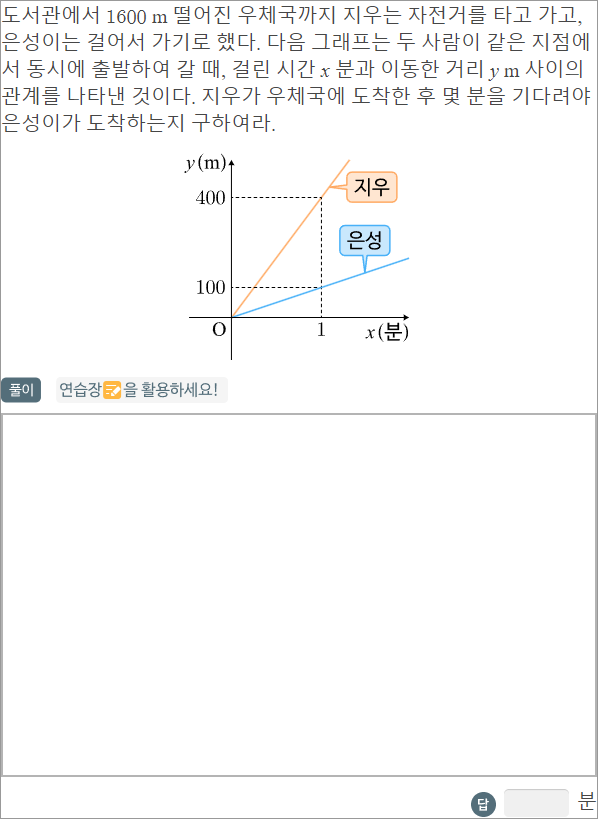 도서관에서 1600 m 떨어진 우체국까지 지우는 자전거를 타고 가고,
은성이는 걸어서 가기로 했다. 다음 그래프는 두 사람이 같은 지점에
서 동시에 출발하여 갈 때, 걸린 시간 x 분과 이동한 거리 y m 사이의
관계를 나타낸 것이다. 지우가 우체국에 도착한 후 몇 분을 기다려야
은성이가 도착하는지 구하여라.
y(m)
400
지우
은성
100
O
1
x(분)
풀이 연습장을 활용하세요!
답 분